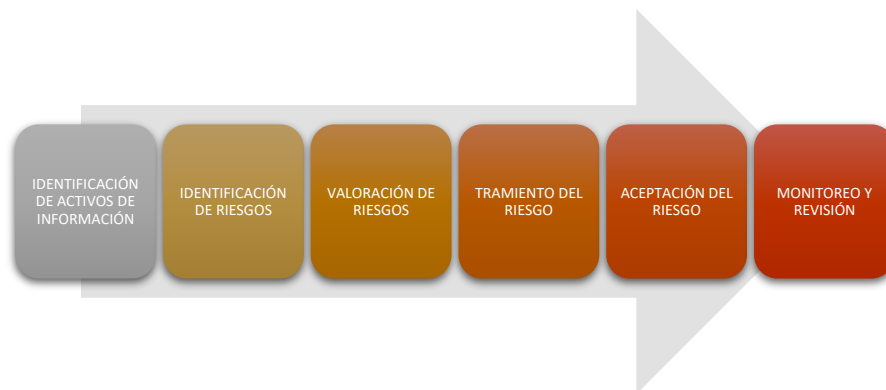 IDENTIFICACIÓN
DE ACTIVOS DE
INFORMACIÓN
IDENTIFICACIÓN
DE RIESGOS
VALORACIÓN DE
RIESGOS
TRAMIENTO DEL
RIESGO
ACEPTACIÓN DEL
RIESGO
MONITOREO Y
REVISIÓN